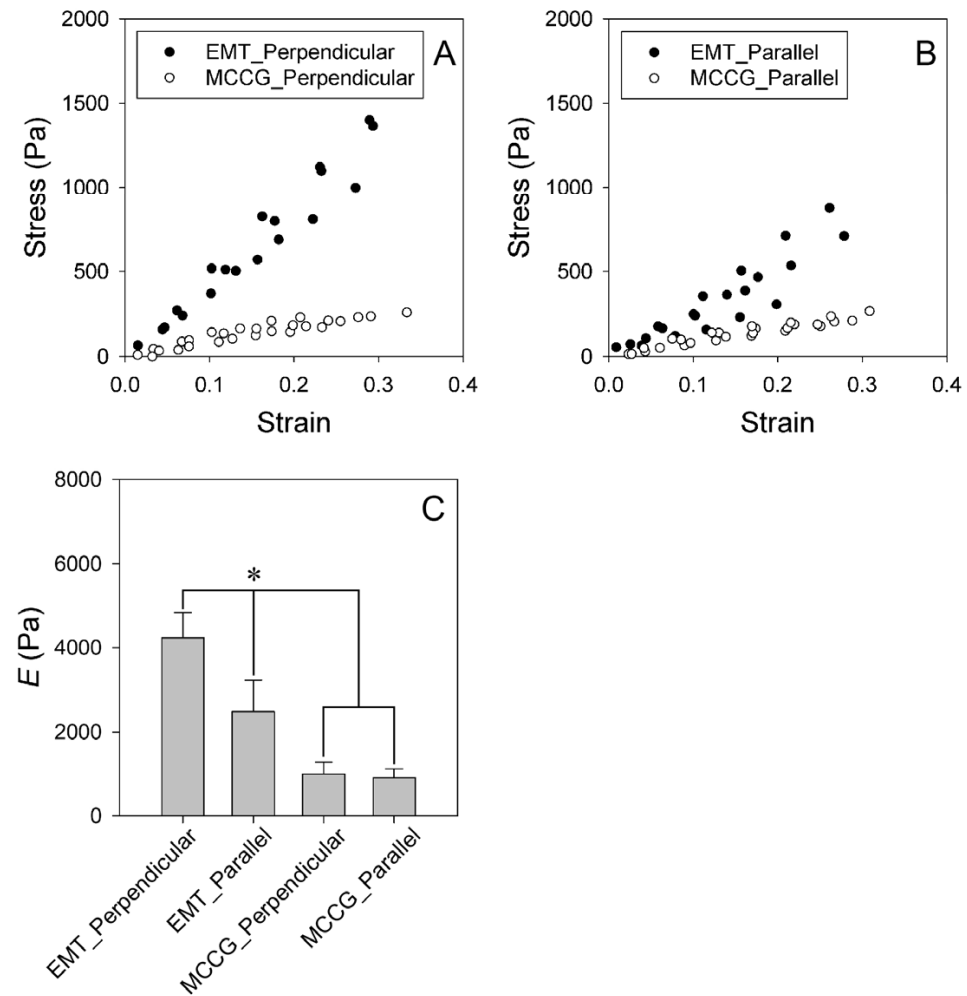 A
EMT_Perpendicular
MCCG_Perpendicular
2000
1500
1000
500
0
Stress (Pa)
0.0 0.1 0.2 0.3 0.4
Strain
B
EMT_Parallel
MCCG_Parallel
2000
1500
1000
500
0
Stress (Pa)
0.0 0.1 0.2 0.3 0.4
Strain
C
*
8000
6000
4000
2000
0
E (Pa)
EMT_Perpendicular
EMT_Parallel
MCCG_Perpendicular
MCCG_Parallel